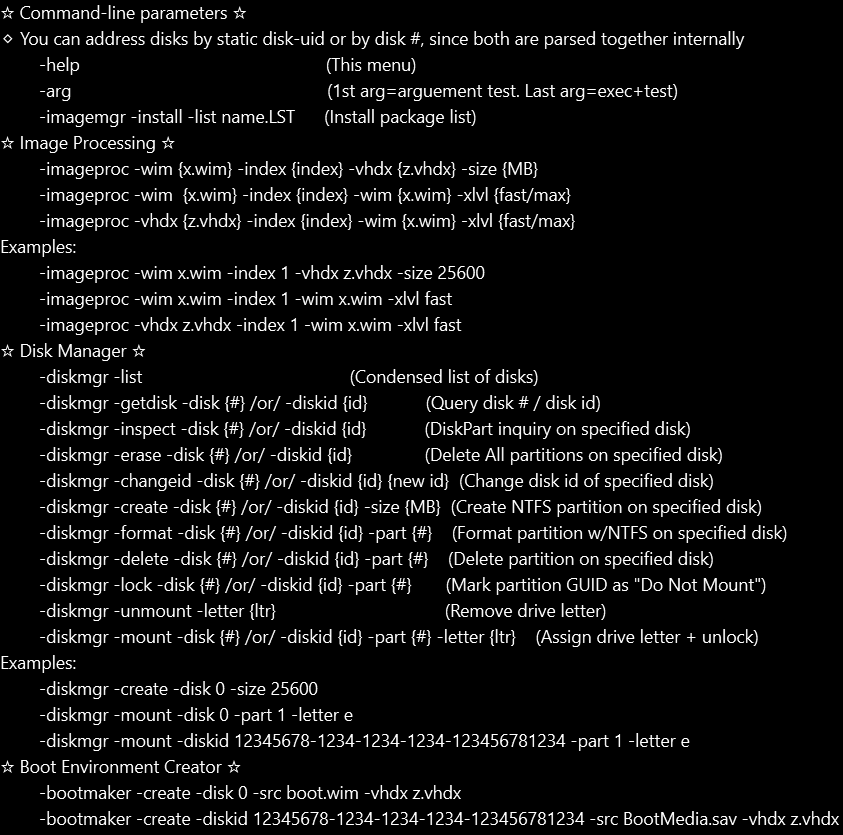 ☆ Command-line parameters ☆
⋄ You can address disks by static disk-uid or by disk #, since both are parsed together internally
-help (This menu)
-arg (1st arg=arguement test. Last arg=exec+test)
-imagemgr -install -list name.LST (Install package list)
☆ Image Processing ☆
-imageproc -wim {x.wim} -index {index} -vhdx {z.vhdx} -size {MB}
-imageproc -wim {x.wim} -index {index} -wim {x.wim} -xlvl {fast/max}
-imageproc -vhdx {z.vhdx} -index {index} -wim {x.wim} -xlvl {fast/max}
Examples:
-imageproc -wim x.wim -index 1 -vhdx z.vhdx -size 25600
-imageproc -wim x.wim -index 1 -wim x.wim -xlvl fast
-imageproc -vhdx z.vhdx -index 1 -wim x.wim -xlvl fast
☆ Disk Manager ☆
-diskmgr -list (Condensed list of disks)
-diskmgr -getdisk -disk {#} /or/ -diskid {id} (Query disk # / disk id)
-diskmgr -inspect -disk {#} /or/ -diskid {id} (DiskPart inquiry on specified disk)
-diskmgr -erase -disk {#} /or/ -diskid {id} (Delete All partitions on specified disk)
-diskmgr -changeid -disk {#} /or/ -diskid {id} {new id} (Change disk id of specified disk)
-diskmgr -create -disk {#} /or/ -diskid {id} -size {MB} (Create NTFS partition on specified disk)
-diskmgr -format -disk {#} /or/ -diskid {id} -part {#} (Format partition w/NTFS on specified disk)
-diskmgr -delete -disk {#} /or/ -diskid {id} -part {#} (Delete partition on specified disk)
-diskmgr -lock -disk {#} /or/ -diskid {id} -part {#} (Mark partition GUID as "Do Not Mount")
-diskmgr -unmount -letter {ltr} (Remove drive letter)
-diskmgr -mount -disk {#} /or/ -diskid {id} -part {#} -letter {ltr} (Assign drive letter + unlock)
Examples:
-diskmgr -create -disk 0 -size 25600
-diskmgr -mount -disk 0 -part 1 -letter e
-diskmgr -mount -diskid 12345678-1234-1234-1234-123456781234 -part 1 -letter e
☆ Boot Environment Creator ☆
-bootmaker -create -disk 0 -src boot.wim -vhdx z.vhdx
-bootmaker -create -diskid 12345678-1234-1234-1234-123456781234 -src BootMedia.sav -vhdx z.vhdx